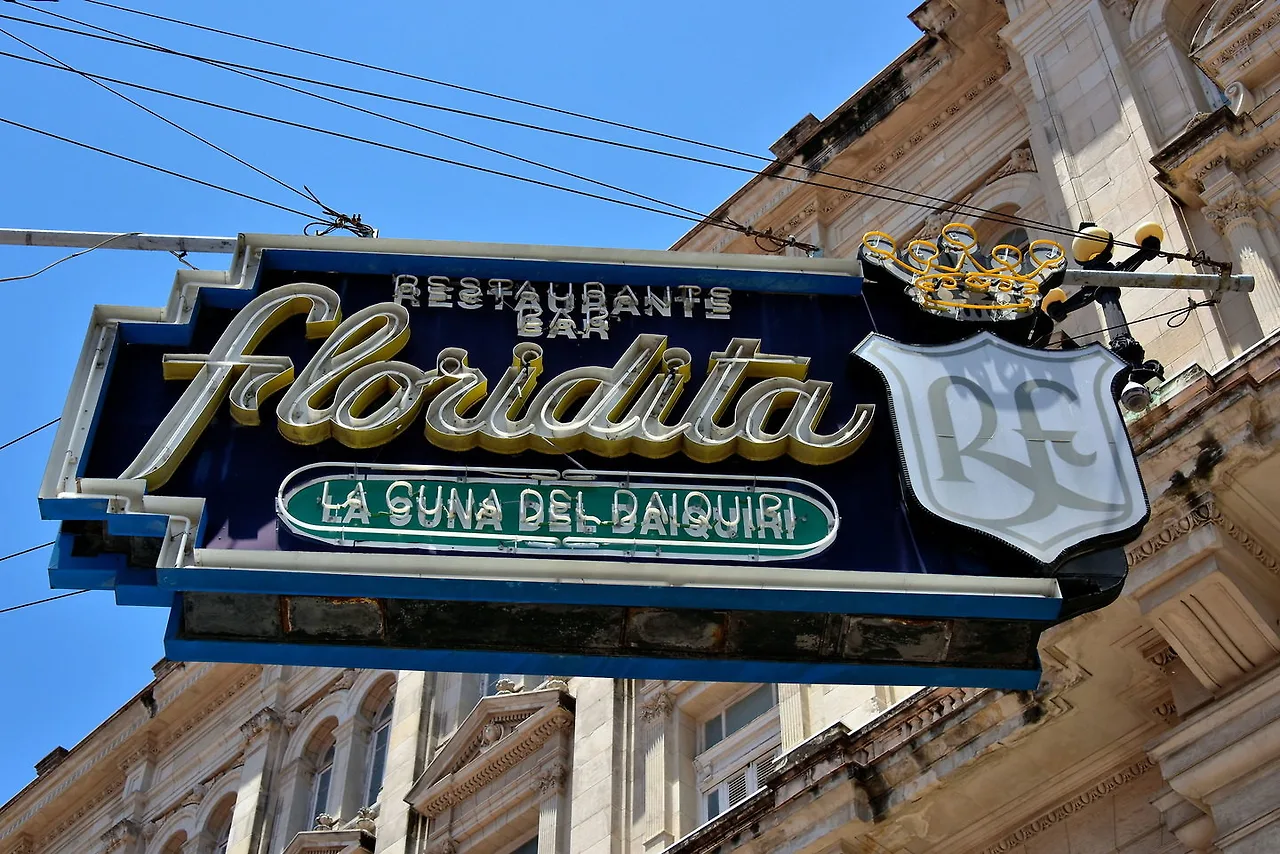 RESTAURANTE
BAR
floridita
LA CUNA DEL DAIQUIRI
RF